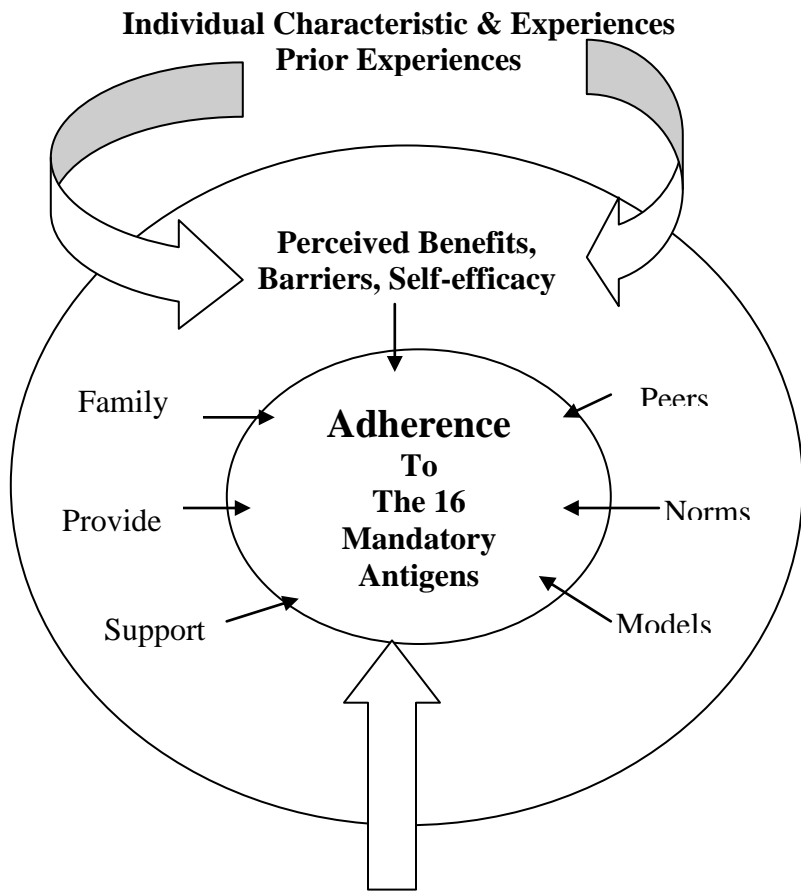 Individual Characteristic & Experiences
Prior Experiences
Perceived Benefits,
Barriers, Self-efficacy
Family
Peers
Adherence
To
The 16
Mandatory
Antigens
Provide
Norms
Support
Models